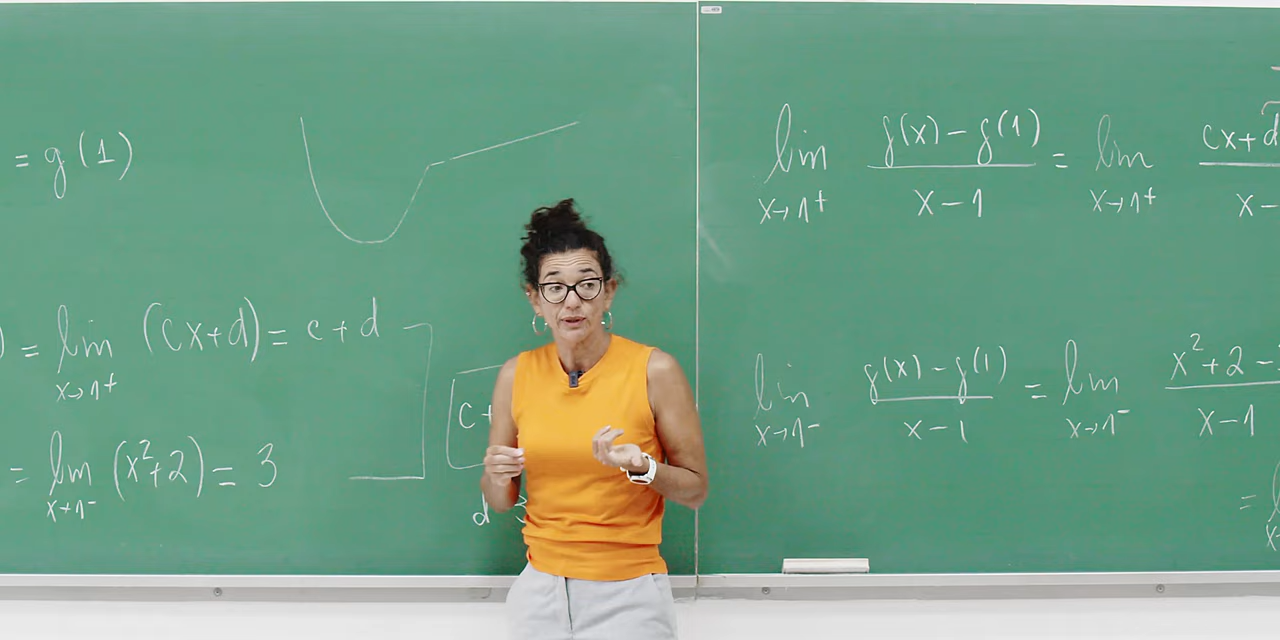 = g(1)
) = lim (cx+d) = c+d
x→1⁺
= lim (x²+2) = 3
x→1⁻
c+
d
lim g(x) - g(1) = lim cx+d
x→1⁺ x-1 x→1⁺ x-
lim g(x) - g(1) = lim x²+2-
x→1⁻ x-1 x→1⁻ x-1
=